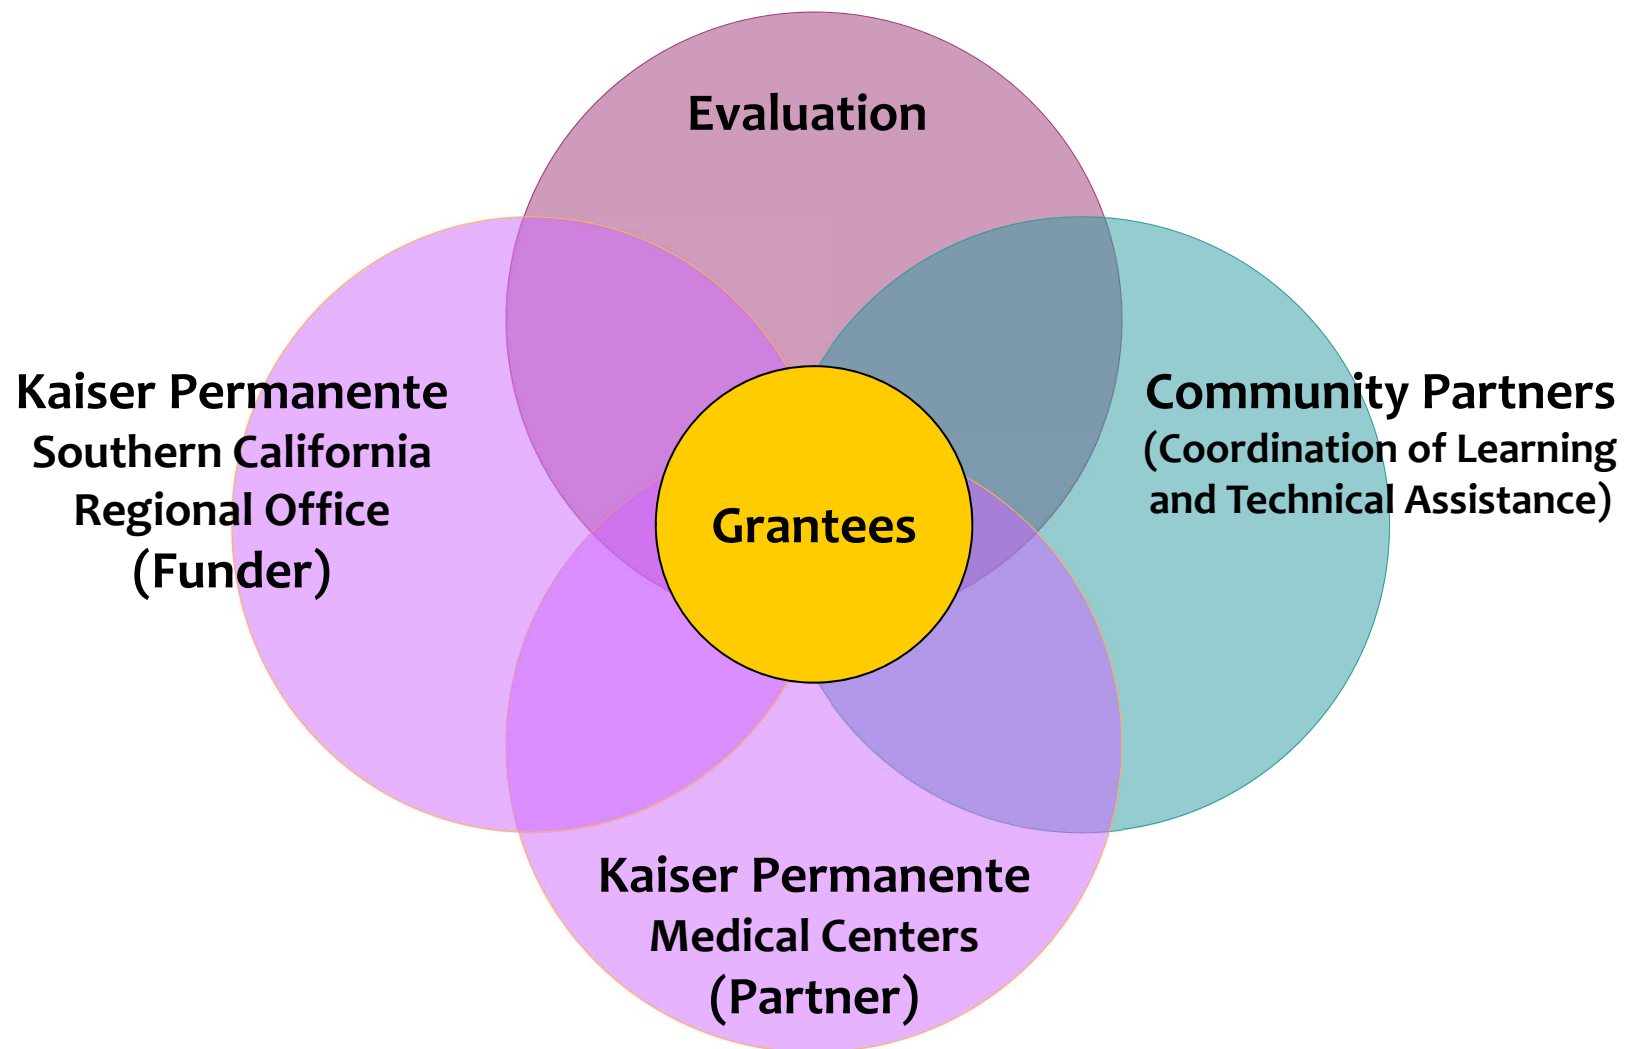 Evaluation
Kaiser Permanente
Southern California
Regional Office
(Funder)
Community Partners
(Coordination of Learning
and Technical Assistance)
Grantees
Kaiser Permanente
Medical Centers
(Partner)